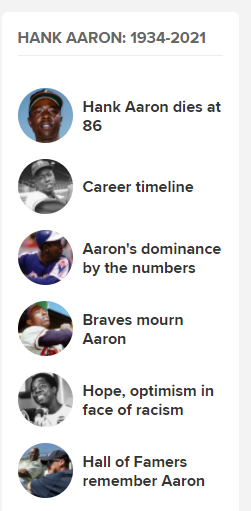 HANK AARON: 1934-2021
Hank Aaron dies at
86
Career timeline
Aaron's dominance
by the numbers
Braves mourn
Aaron
Hope, optimism in
face of racism
Hall of Famers
remember Aaron